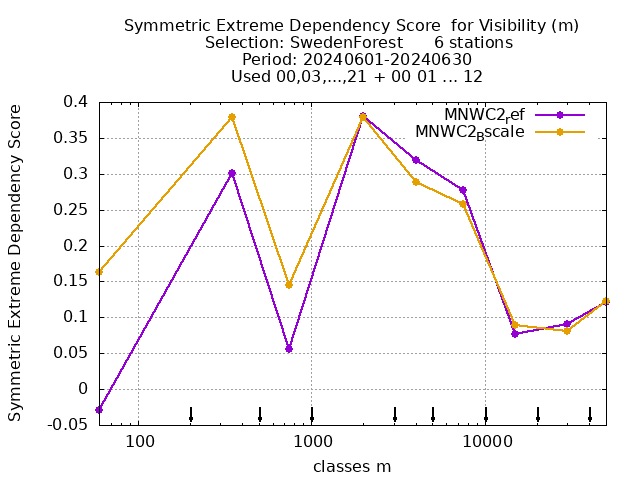 Symmetric Extreme Dependency Score  for Visibility (m)
Selection: SwedenForest      6 stations
Period: 20240601-20240630
Used 00,03,...,21 + 00 01 ... 12
Symmetric Extreme Dependency Score
0.4
0.35
0.3
0.25
0.2
0.15
0.1
0.05
0
-0.05
MNWC2ref
MNWC2Bscale
100
1000
10000
classes m